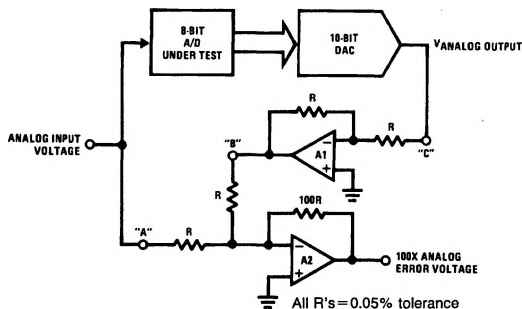 8-BIT
A/D
UNDER TEST
10-BIT
DAC
VANALOG OUTPUT
R
R
"B"
A1
"C"
ANALOG INPUT
VOLTAGE
R
100R
"A"
R
A2
100X ANALOG
ERROR VOLTAGE
All R's=0.05% tolerance